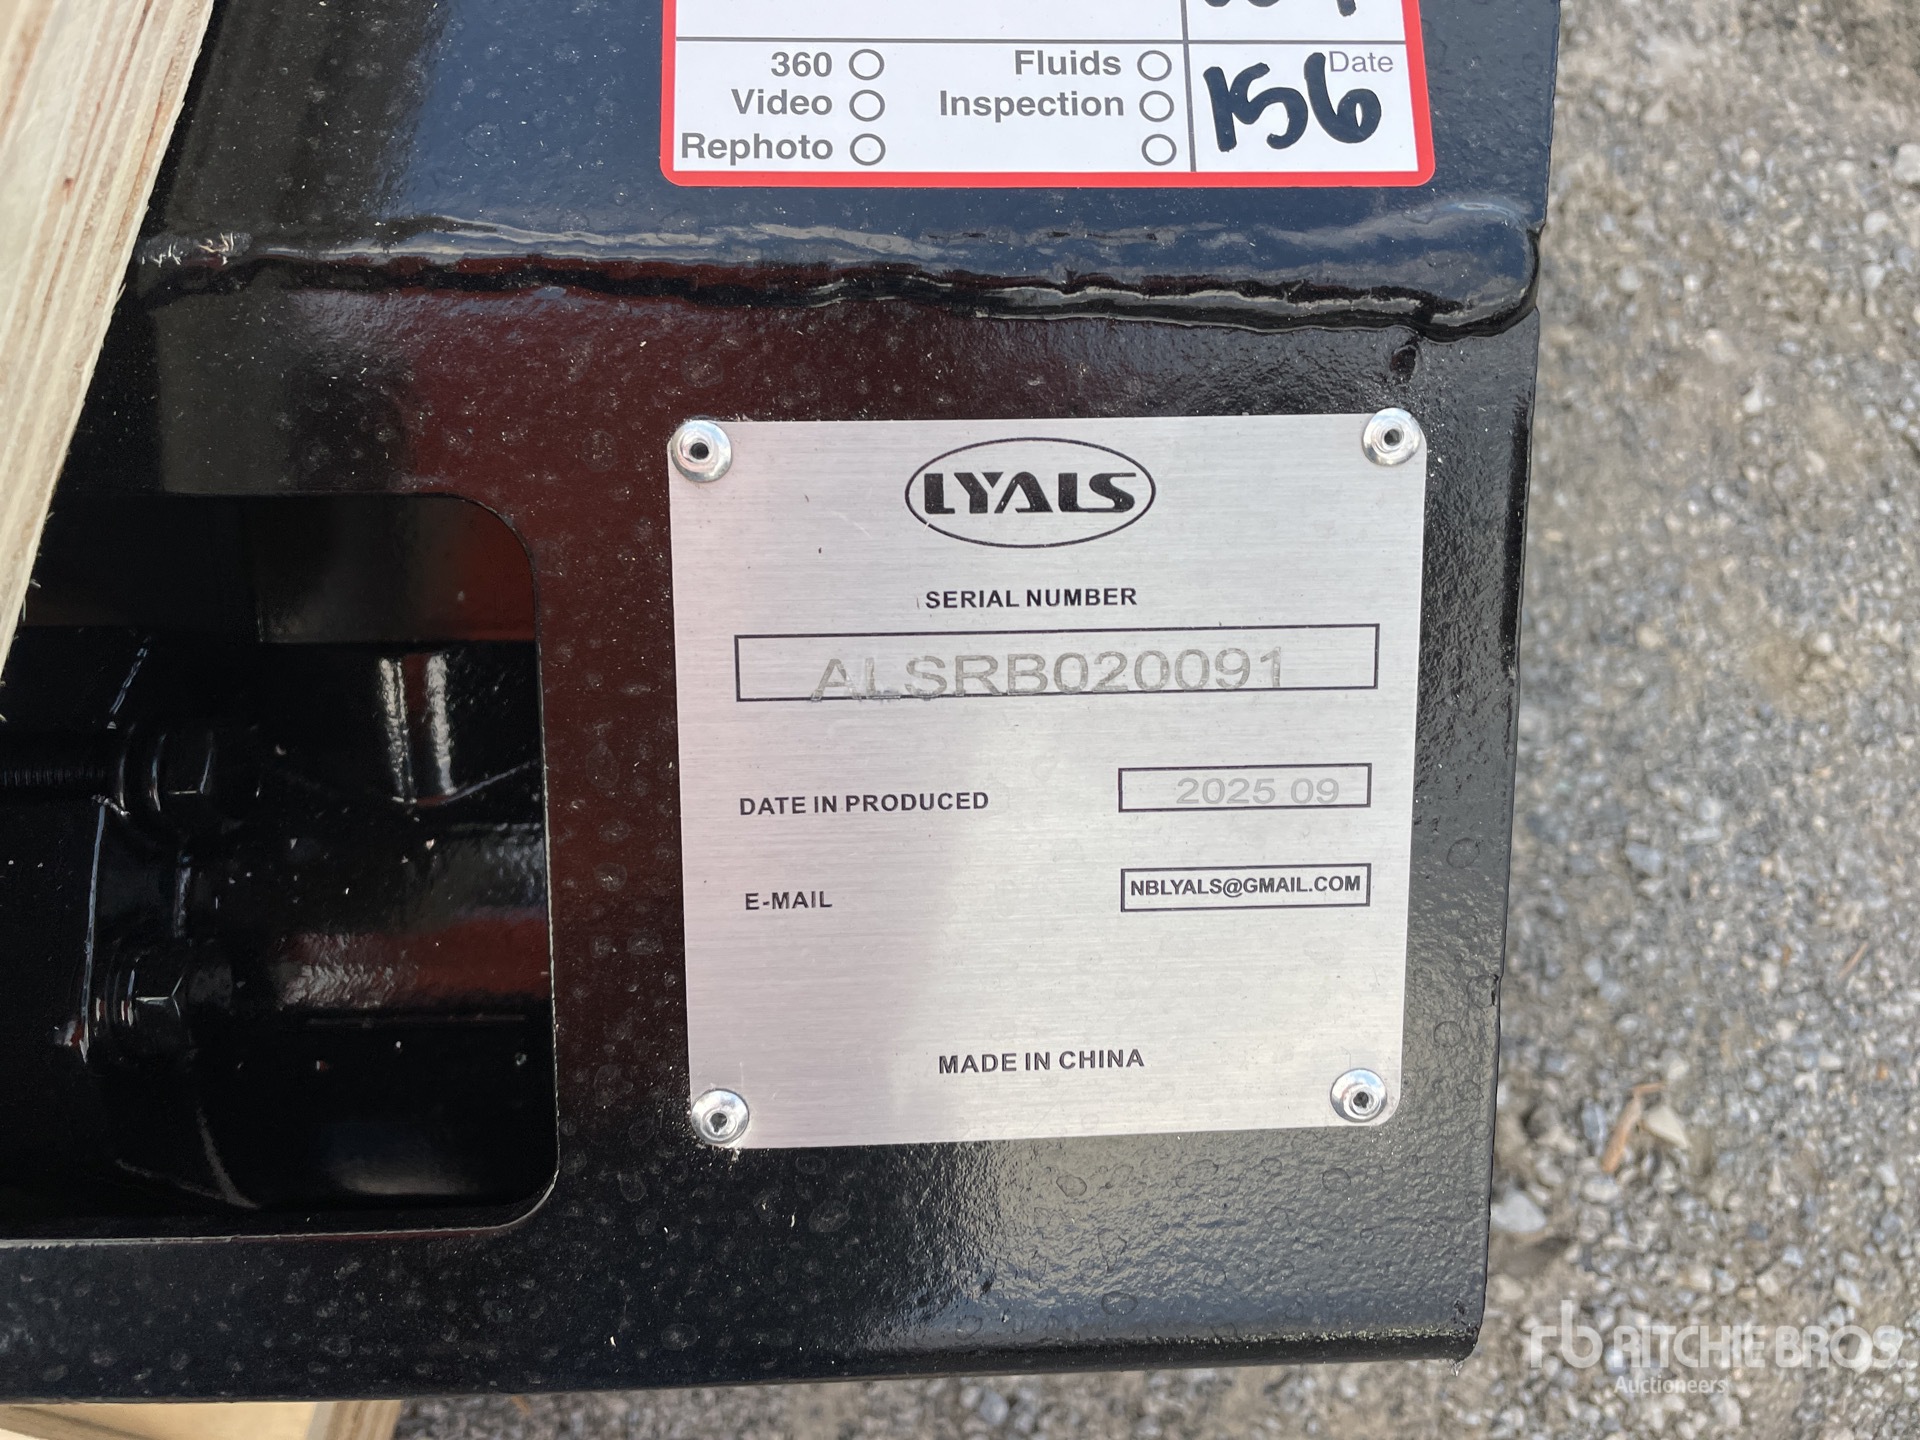 360 Fluids Date
Video Inspection 156
Rephoto
LYALS
SERIAL NUMBER
ALSRB020091
DATE IN PRODUCED 2025 09
E-MAIL NBLYALS@GMAIL.COM
MADE IN CHINA
rb RITCHIE BROS.
Auctioneers